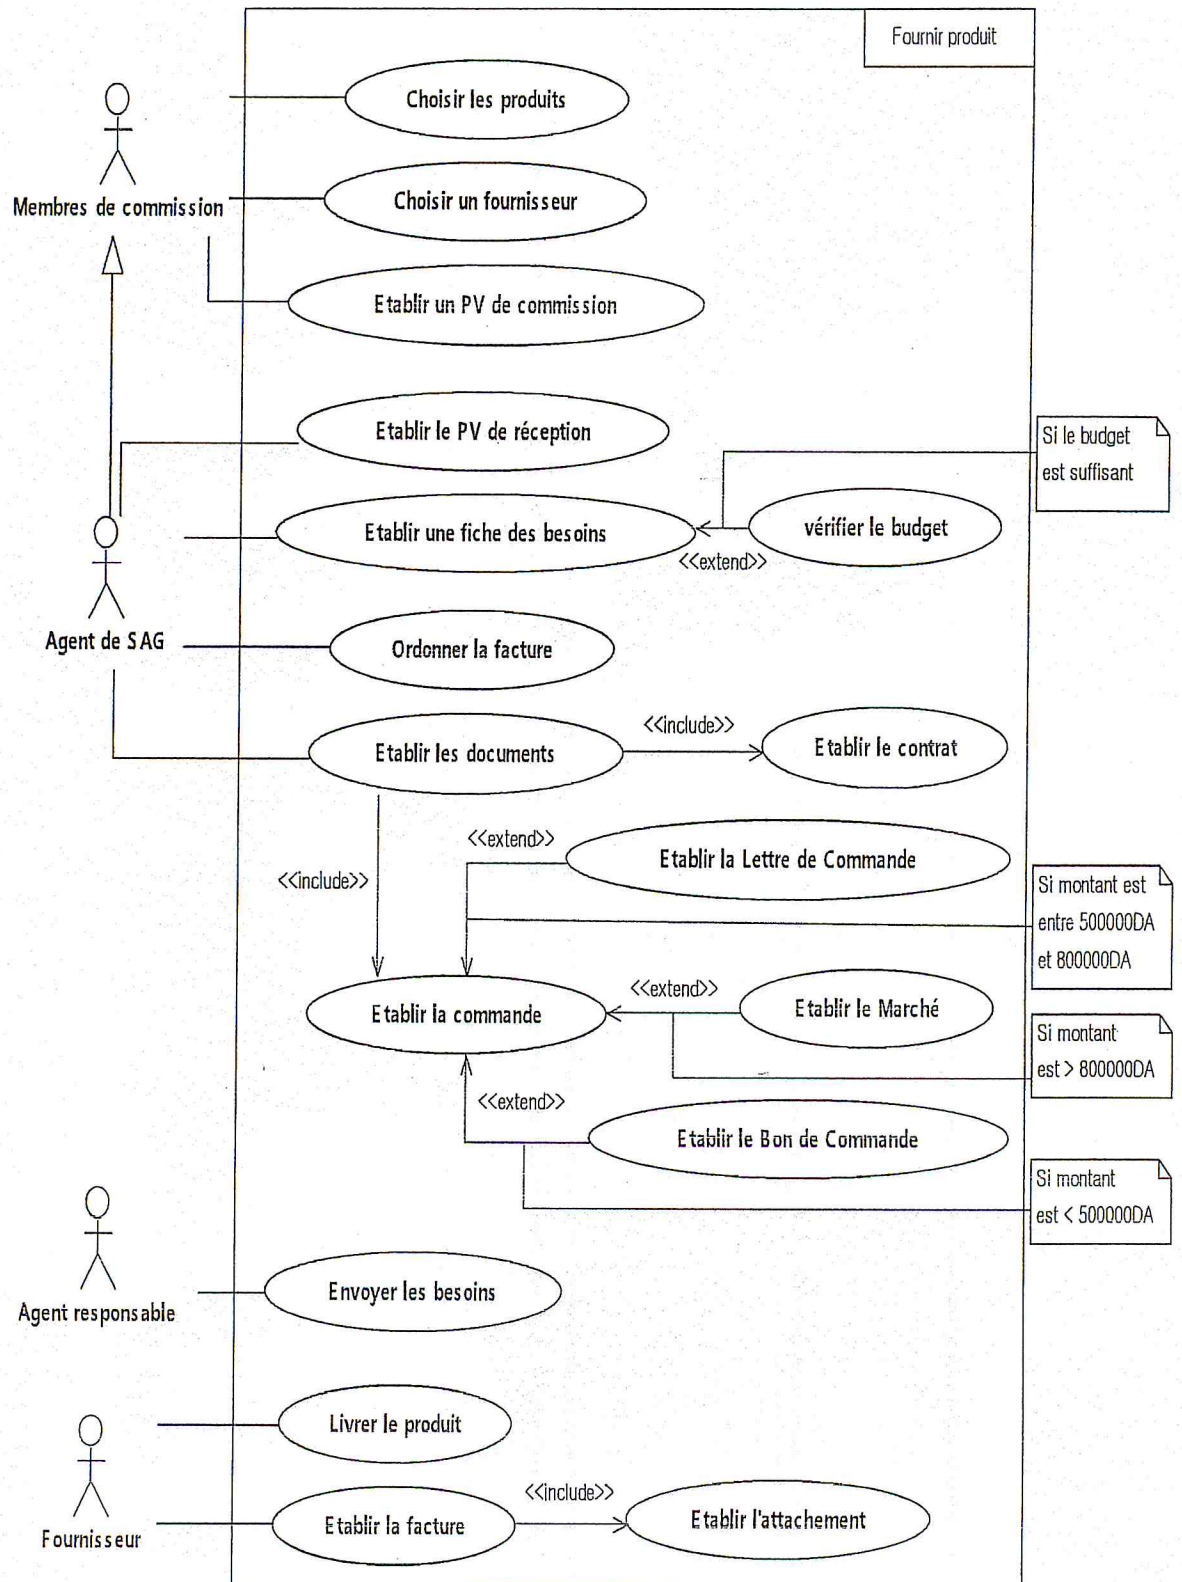 Fournir produit
Choisir les produits
Membres de commission
Choisir un fournisseur
Etablir un PV de commission
Etablir le PV de réception
Si le budget
est suffisant
Etablir une fiche des besoins
vérifier le budget
<<extend>>
Agent de SAG
Ordonner la facture
<<include>>
Etablir les documents
Etablir le contrat
<<extend>>
Etablir la Lettre de Commande
<<include>>
Si montant est
entre 500000DA
et 800000DA
<<extend>>
Etablir la commande
Etablir le Marché
Si montant
est > 800000DA
<<extend>>
Etablir le Bon de Commande
Si montant
est < 500000DA
Agent responsable
Envoyer les besoins
Livrer le produit
Fournisseur
<<include>>
Etablir la facture
Etablir l'attachement